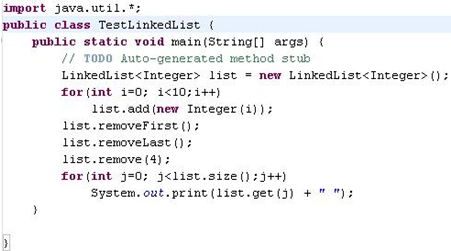 import java.util.*;
public class TestLinkedList {
    public static void main(String[] args) {
        // TODO Auto-generated method stub
        LinkedList<Integer> list = new LinkedList<Integer>();
        for(int i=0; i<10;i++)
            list.add(new Integer(i));
        list.removeFirst();
        list.removeLast();
        list.remove(4);
        for(int j=0; j<list.size();j++)
            System.out.print(list.get(j) + " ");
    }
}